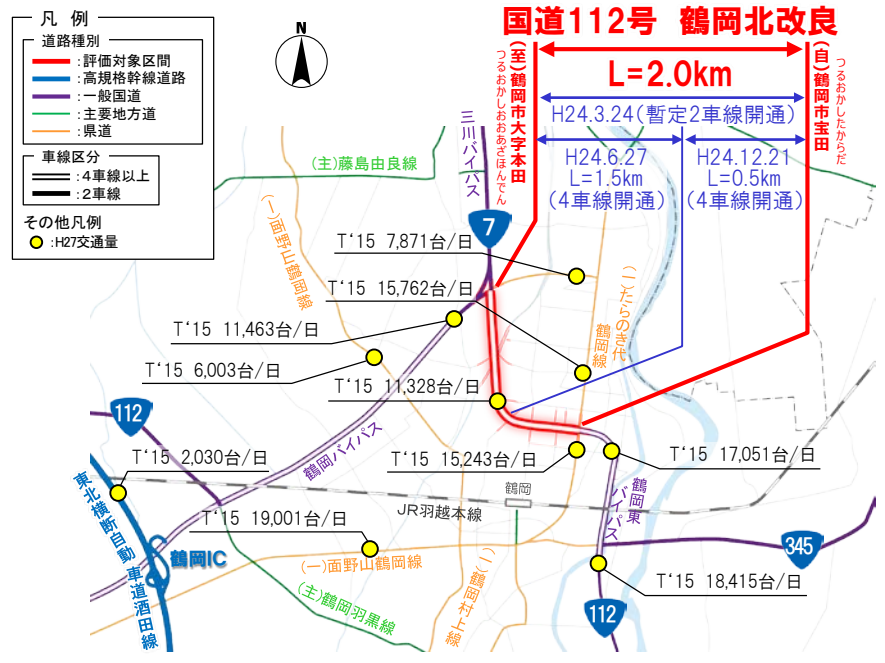 凡 例
道路種別
:評価対象区間
:高規格幹線道路
:一般国道
:主要地方道
:県道
車線区分
:4車線以上
:2車線
その他凡例
:H27交通量
N
国道112号 鶴岡北改良
L=2.0km
(至)鶴岡市大字本田
つるおかしおおあざほんでん
(自)鶴岡市宝田
つるおかしたからだ
H24.3.24(暫定2車線開通)
H24.6.27
L=1.5km
(4車線開通)
H24.12.21
L=0.5km
(4車線開通)
三川バイパス
(主)藤島由良線
(一)面野山鶴岡線
7
T‘15 7,871台/日
T‘15 15,762台/日
(一)たらのき代
鶴岡線
T‘15 11,463台/日
T‘15 6,003台/日
T‘15 11,328台/日
112
鶴岡バイパス
T‘15 2,030台/日
T‘15 15,243台/日
T‘15 17,051台/日
鶴岡
JR羽越本線
鶴岡東
バイパス
東北横断自動車道酒田線
鶴岡IC
T‘15 19,001台/日
(一)面野山鶴岡線
(主)鶴岡羽黒線
(一)鶴岡村上線
345
T‘15 18,415台/日
112